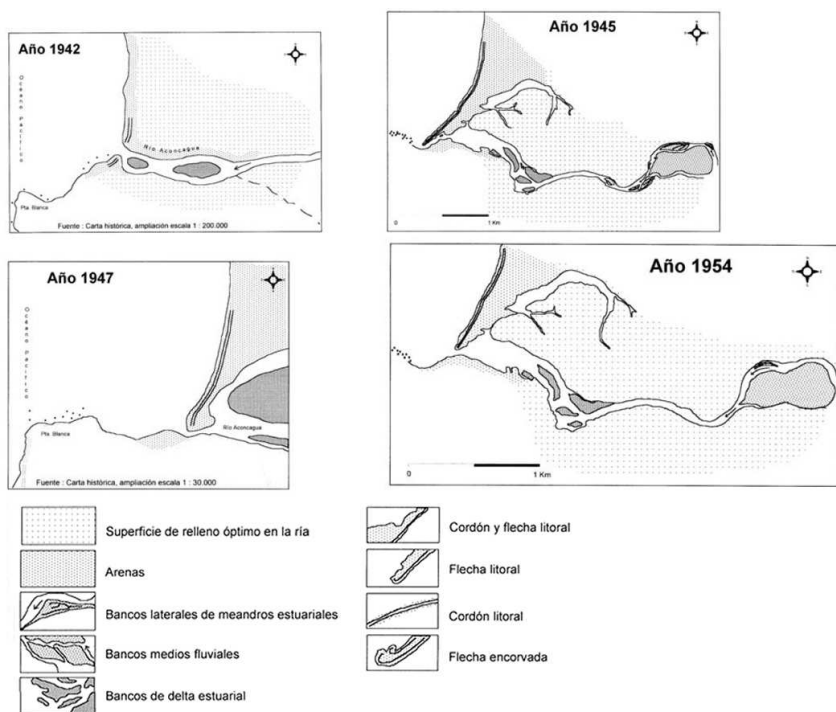 Año 1942
Océano Pacífico
Río Aconcagua
Pta. Blanca
Fuente : Carta histórica, ampliación escala 1 : 200.000
Año 1945
0 1 Km
Año 1947
Océano Pacífico
Pta. Blanca
Río Aconcagua
Fuente : Carta histórica, ampliación escala 1 : 30.000
Año 1954
0 1 Km
Superficie de relleno óptimo en la ría
Arenas
Bancos laterales de meandros estuariales
Bancos medios fluviales
Bancos de delta estuarial
Cordón y flecha litoral
Flecha litoral
Cordón litoral
Flecha encorvada